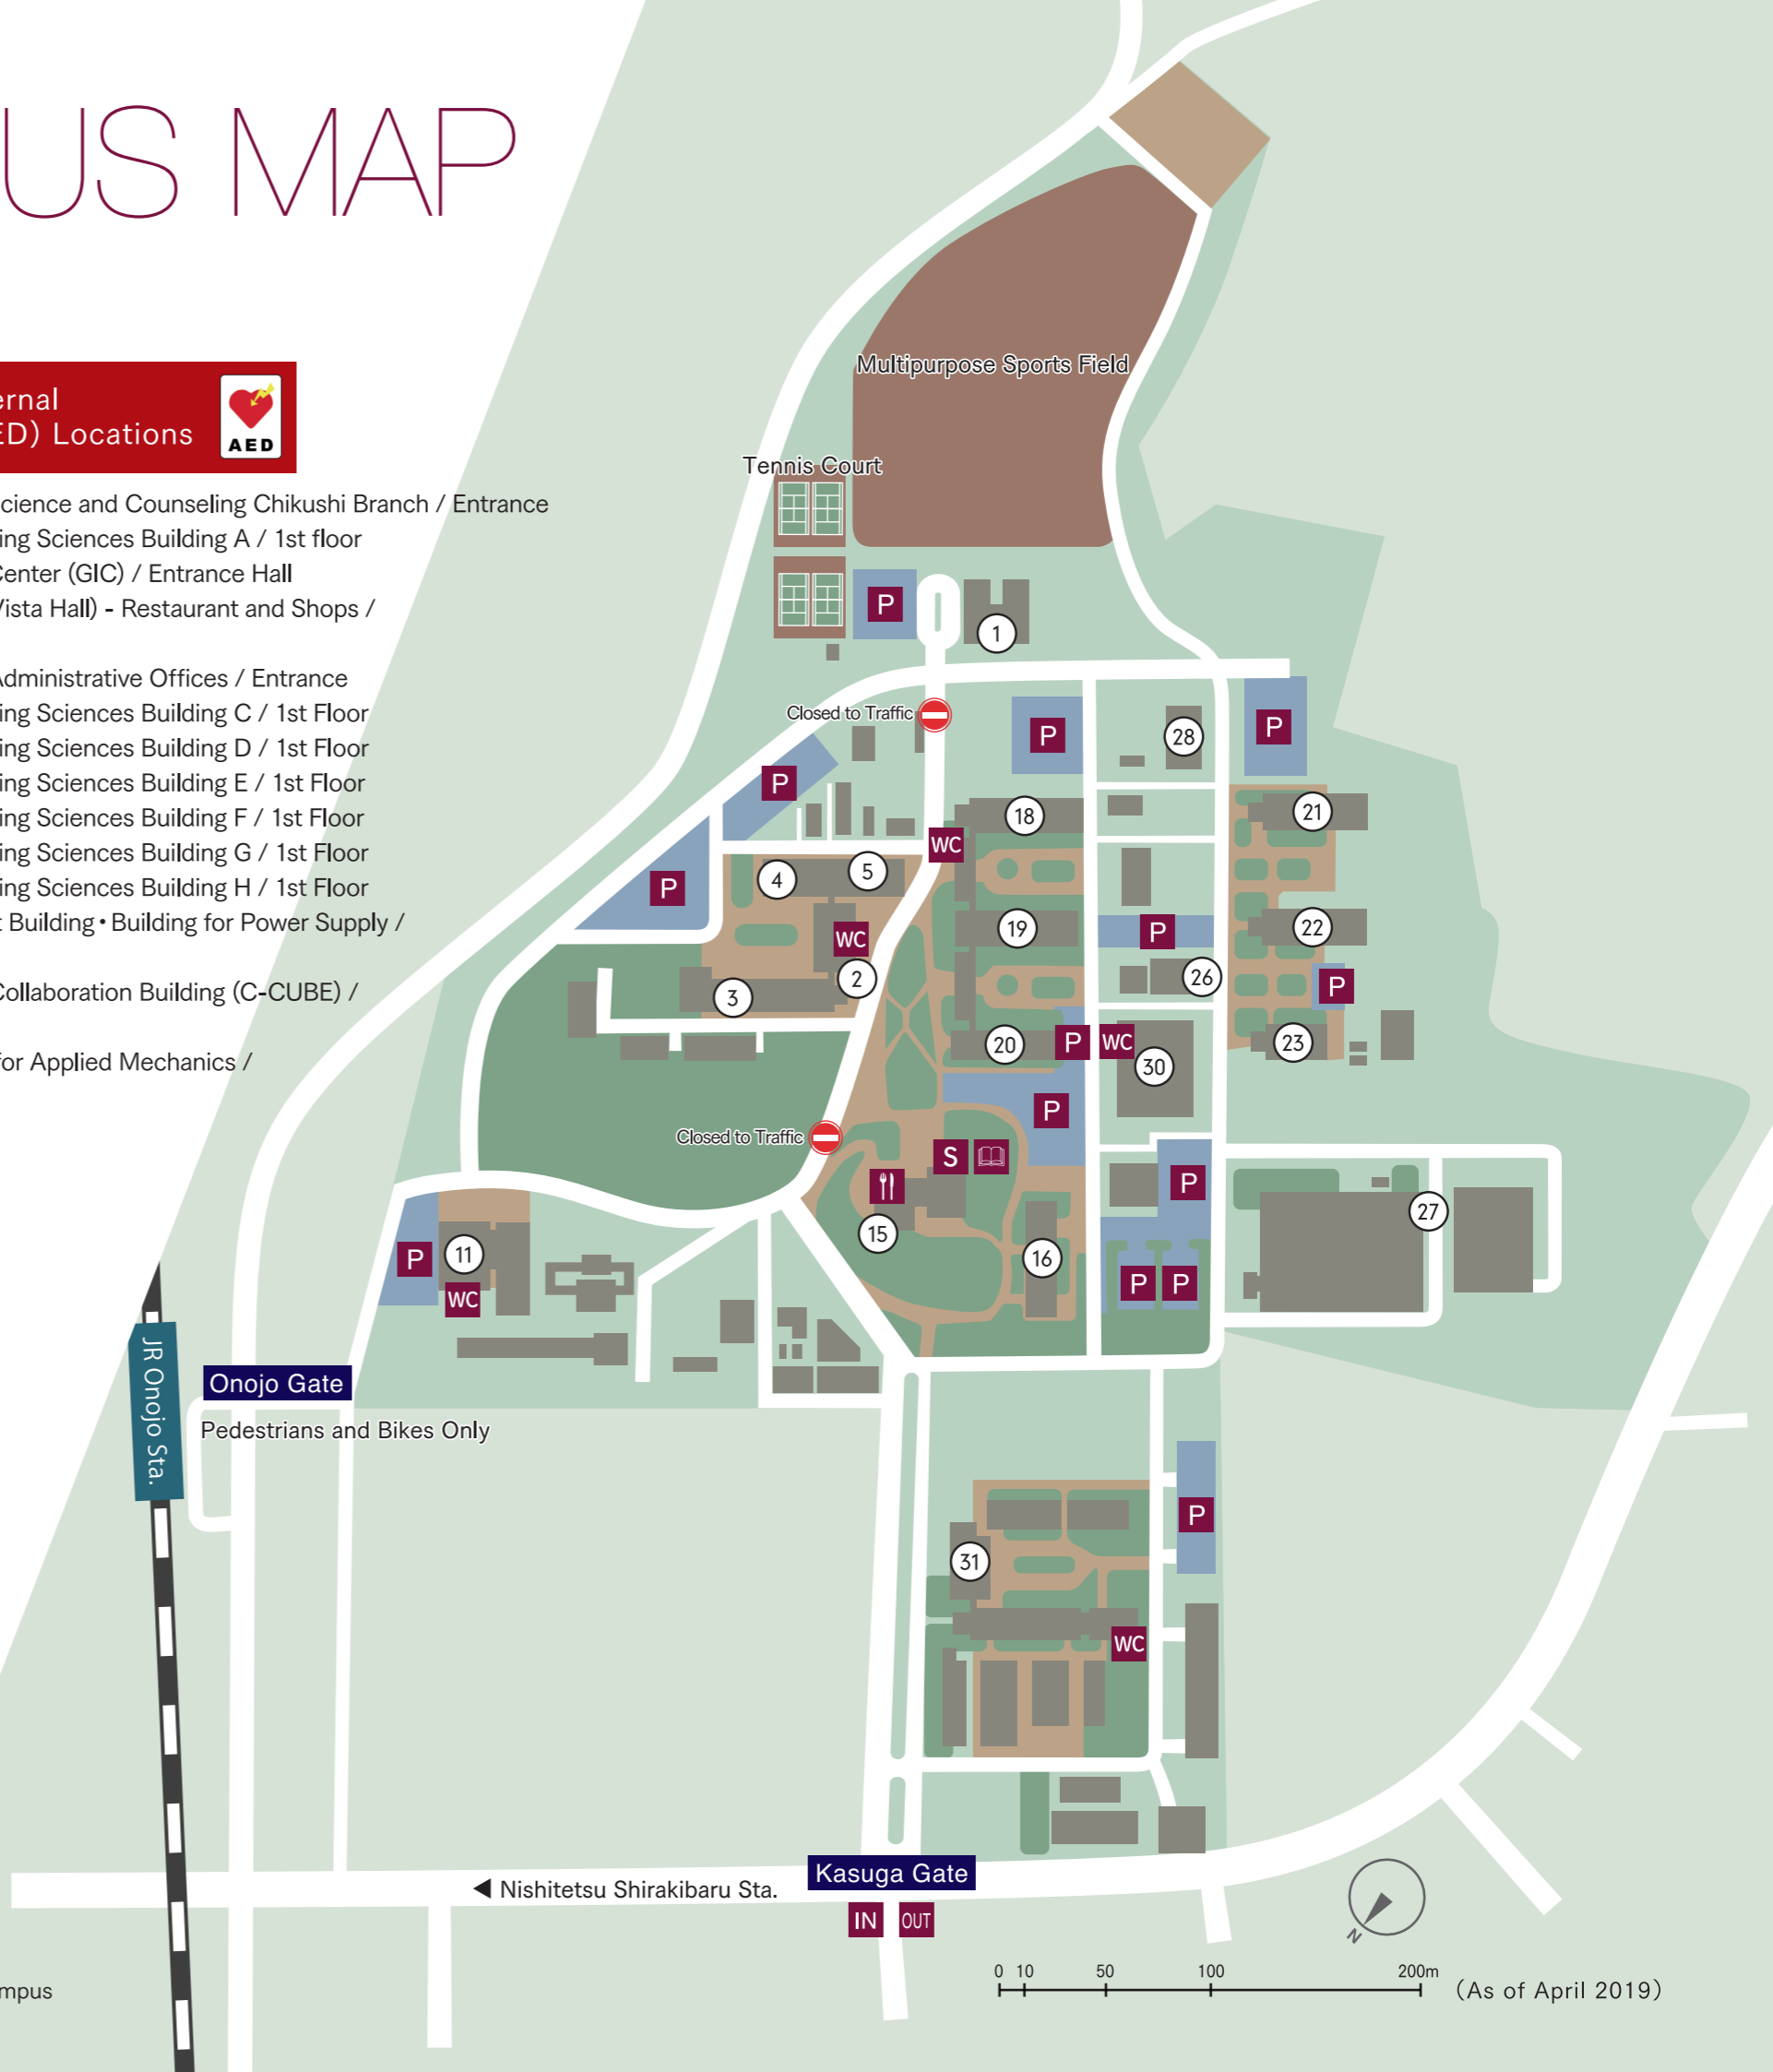 US MAP
ernal
ED) Locations
AED
cience and Counseling Chikushi Branch / Entrance
ing Sciences Building A / 1st floor
Center (GIC) / Entrance Hall
Vista Hall) - Restaurant and Shops /
Administrative Offices / Entrance
ing Sciences Building C / 1st Floor
ing Sciences Building D / 1st Floor
ing Sciences Building E / 1st Floor
ing Sciences Building F / 1st Floor
ing Sciences Building G / 1st Floor
ing Sciences Building H / 1st Floor
t Building・Building for Power Supply /
Collaboration Building (C-CUBE) /
for Applied Mechanics /
mpus
Multipurpose Sports Field
Tennis Court
P
1
Closed to Traffic
P
28
P
P
18
21
WC
4
5
P
19
P
22
WC
2
3
26
P
20
P
WC
30
23
P
Closed to Traffic
S
P
15
16
27
P
11
WC
P
P
JR Onojo Sta.
Onojo Gate
Pedestrians and Bikes Only
P
31
WC
Kasuga Gate
◀ Nishitetsu Shirakibaru Sta.
IN
OUT
N
0 10 50 100 200m
(As of April 2019)